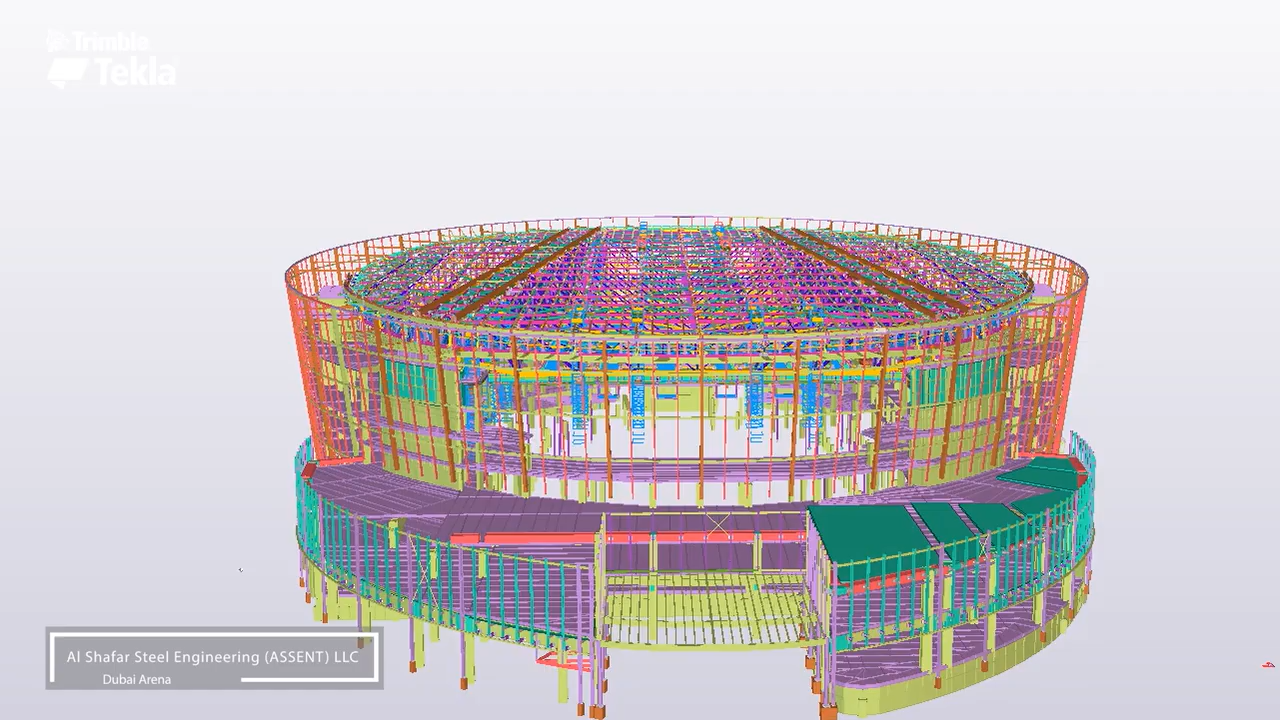 Trimble
Tekla
Al Shafar Steel Engineering (ASSENT) LLC
Dubai Arena